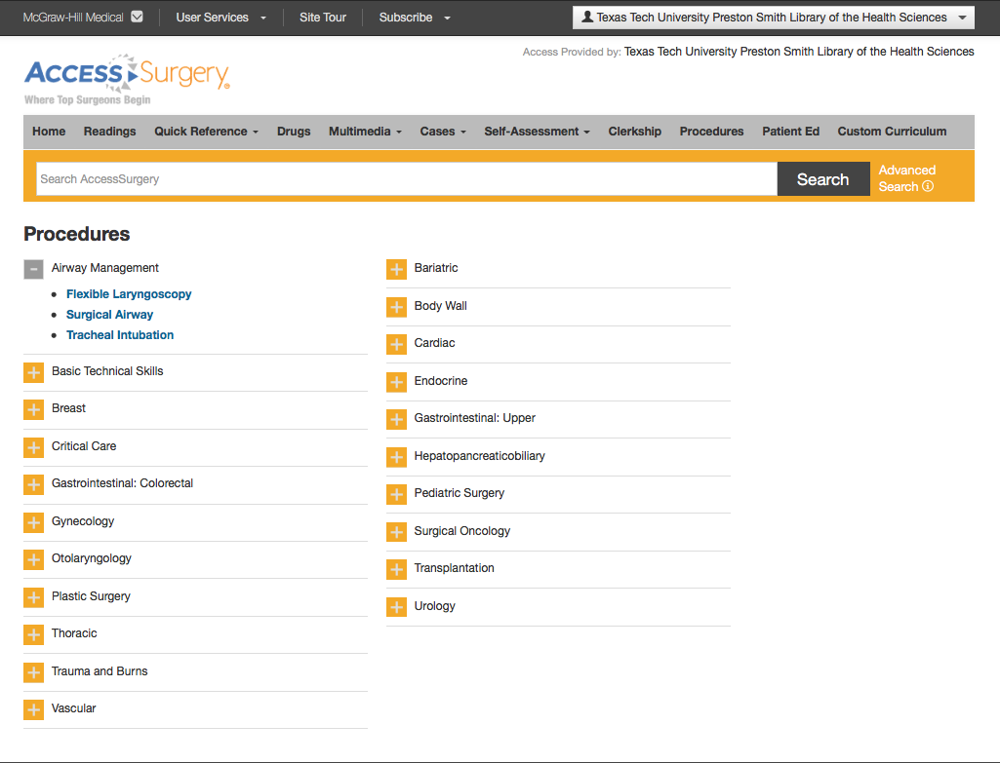 McGraw-Hill Medical User Services Site Tour Subscribe Texas Tech University Preston Smith Library of the Health Sciences
Access Provided by: Texas Tech University Preston Smith Library of the Health Sciences
ACCESS Surgery®
Where Top Surgeons Begin
Home Readings Quick Reference Drugs Multimedia Cases Self-Assessment Clerkship Procedures Patient Ed Custom Curriculum
Search AccessSurgery Search
Advanced
Search
Procedures
Airway Management
Flexible Laryngoscopy
Surgical Airway
Tracheal Intubation
Basic Technical Skills
Breast
Critical Care
Gastrointestinal: Colorectal
Gynecology
Otolaryngology
Plastic Surgery
Thoracic
Trauma and Burns
Vascular
Bariatric
Body Wall
Cardiac
Endocrine
Gastrointestinal: Upper
Hepatopancreaticobiliary
Pediatric Surgery
Surgical Oncology
Transplantation
Urology